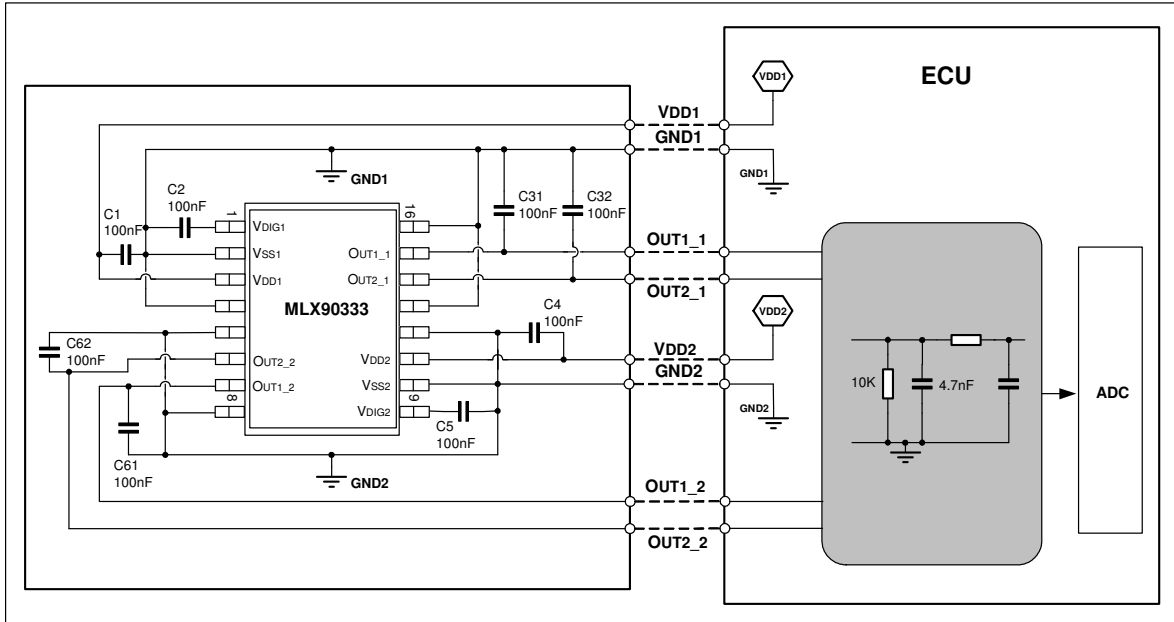 ECU
VDD1
VDD1
GND1
GND1
GND1
C1
100nF
C2
100nF
C31
100nF
C32
100nF
1
16
VDIG1
VSS1
VDD1
OUT1_1
OUT2_1
MLX90333
OUT1_1
OUT2_1
C4
100nF
VDD2
C62
100nF
OUT2_2
OUT1_2
8
VDD2
VSS2
VDIG2
9
VDD2
GND2
GND2
C5
100nF
C61
100nF
GND2
10K
4.7nF
ADC
OUT1_2
OUT2_2